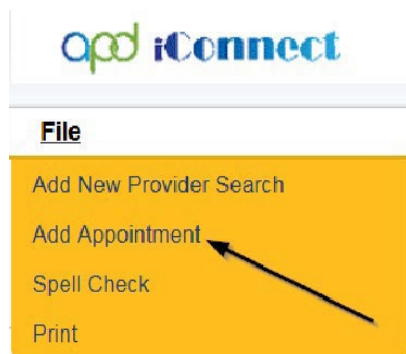 apd iConnect
File
Add New Provider Search
Add Appointment
Spell Check
Print